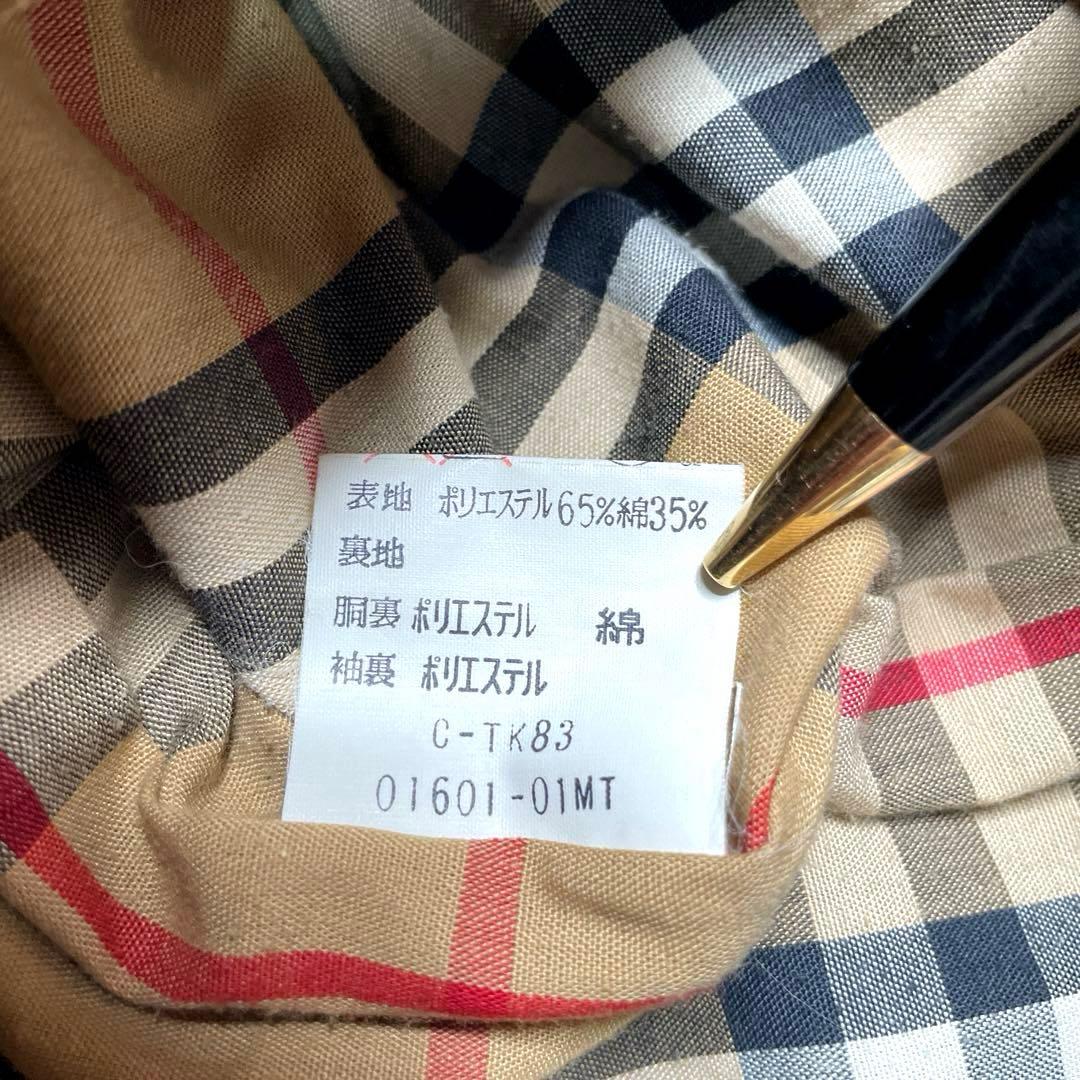 表地 ポリエステル65%綿35%
裏地
胴裏 ポリエステル 綿
袖裏 ポリエステル
C-TK83
01601-01MT